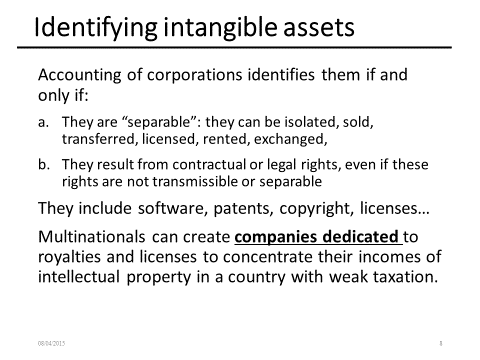 Identifying intangible assets
Accounting of corporations identifies them if and
only if:
a. They are “separable”: they can be isolated, sold,
transferred, licensed, rented, exchanged,
b. They result from contractual or legal rights, even if these
rights are not transmissible or separable
They include software, patents, copyright, licenses…
Multinationals can create companies dedicated to
royalties and licenses to concentrate their incomes of
intellectual property in a country with weak taxation.
08/04/2015
8